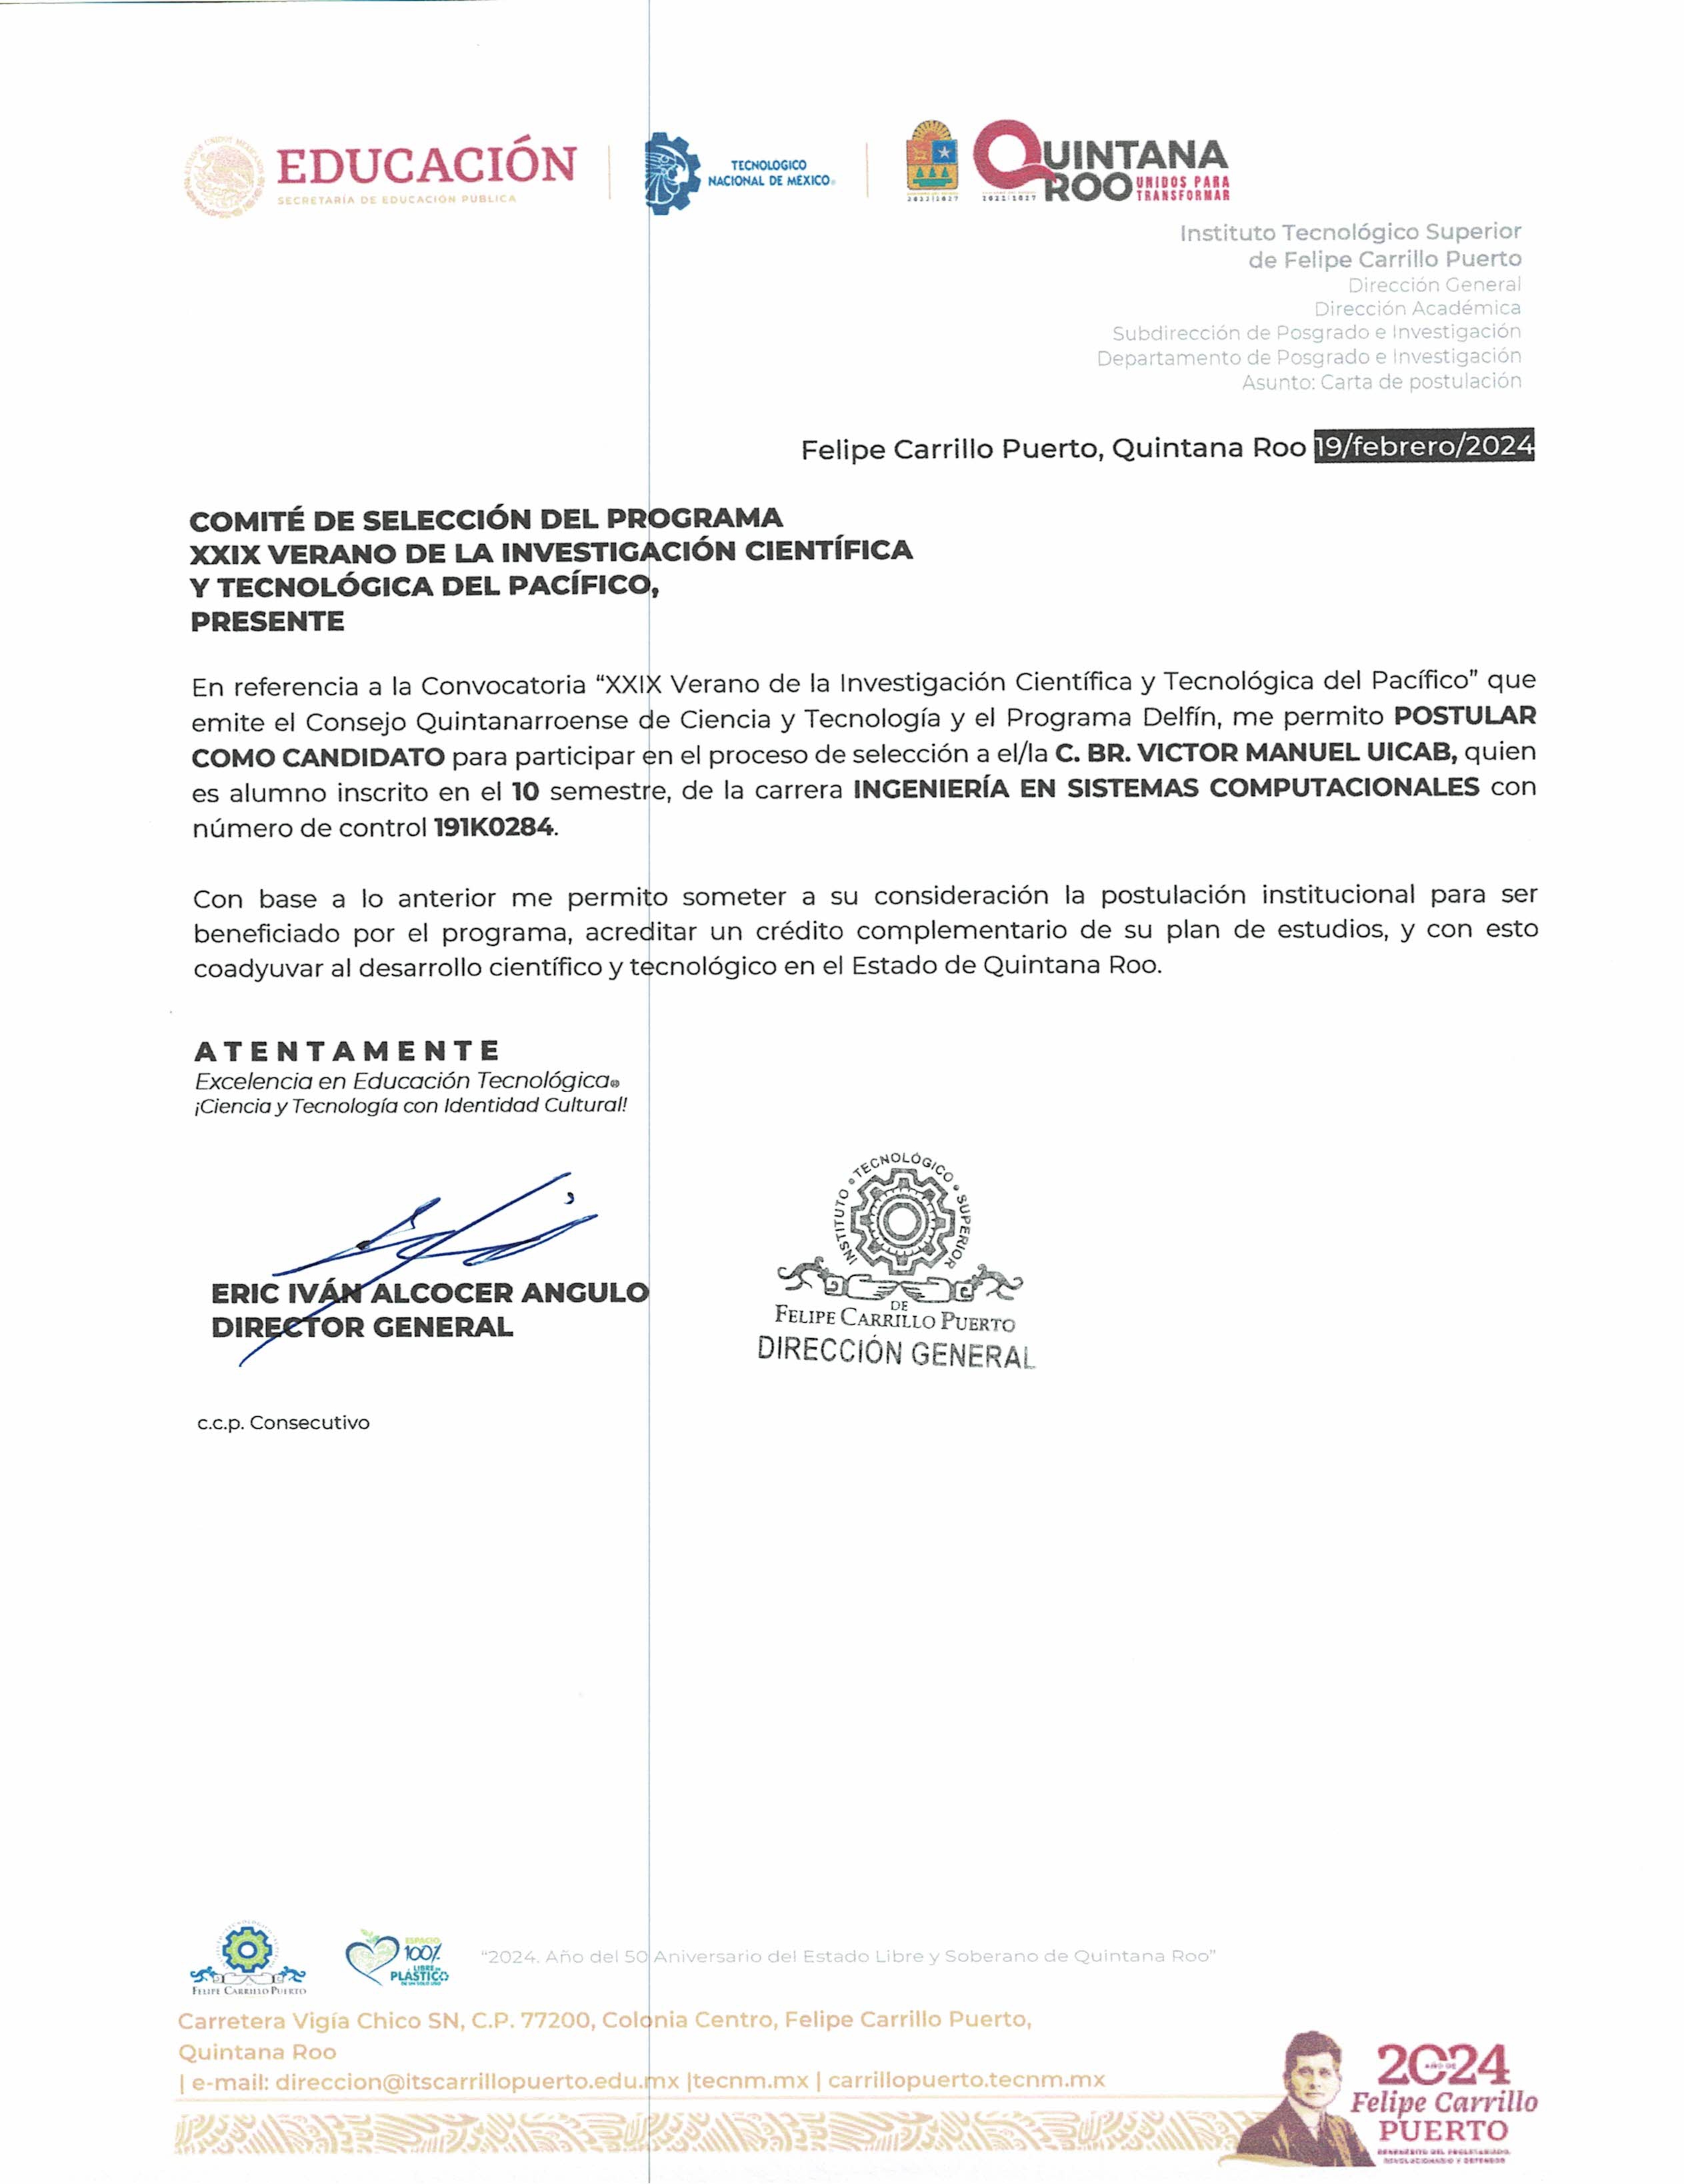 EDUCACIÓN
SECRETARÍA DE EDUCACIÓN PÚBLICA
TECNOLOGICO
NACIONAL DE MEXICO
2022|2027
2022|2027
QUINTANA
ROO
UNIDOS PARA
TRANSFORMAR
Instituto Tecnológico Superior
de Felipe Carrillo Puerto
Dirección General
Dirección Académica
Subdirección de Posgrado e Investigación
Departamento de Posgrado e Investigación
Asunto: Carta de postulación
Felipe Carrillo Puerto, Quintana Roo 19/febrero/2024
COMITÉ DE SELECCIÓN DEL PROGRAMA
XXIX VERANO DE LA INVESTIGACIÓN CIENTÍFICA
Y TECNOLÓGICA DEL PACÍFICO,
PRESENTE
En referencia a la Convocatoria “XXIX Verano de la Investigación Científica y Tecnológica del Pacífico” que
emite el Consejo Quintanarroense de Ciencia y Tecnología y el Programa Delfín, me permito POSTULAR
COMO CANDIDATO para participar en el proceso de selección a el/la C. BR. VICTOR MANUEL UICAB, quien
es alumno inscrito en el 10 semestre, de la carrera INGENIERÍA EN SISTEMAS COMPUTACIONALES con
número de control 191K0284.
Con base a lo anterior me permito someter a su consideración la postulación institucional para ser
beneficiado por el programa, acreditar un crédito complementario de su plan de estudios, y con esto
coadyuvar al desarrollo científico y tecnológico en el Estado de Quintana Roo.
ATENTAMENTE
Excelencia en Educación Tecnológica®
¡Ciencia y Tecnología con Identidad Cultural!
ERIC IVÁN ALCOCER ANGULO
DIRECTOR GENERAL
INSTITUTO • TECNOLÓGICO • SUPERIOR
DE
FELIPE CARRILLO PUERTO
DIRECCIÓN GENERAL
c.c.p. Consecutivo
FELIPE CARRILLO PUERTO
ESPACIO
100%
LIBRE DE
PLÁSTICO
“2024. Año del 50 Aniversario del Estado Libre y Soberano de Quintana Roo”
Carretera Vigía Chico SN, C.P. 77200, Colonia Centro, Felipe Carrillo Puerto,
Quintana Roo
| e-mail: direccion@itscarrillopuerto.edu.mx |tecnm.mx | carrillopuerto.tecnm.mx
2024
AÑO DE
Felipe Carrillo
PUERTO
BENEMÉRITO DEL PROLETARIADO,
REVOLUCIONARIO Y DEFENSOR